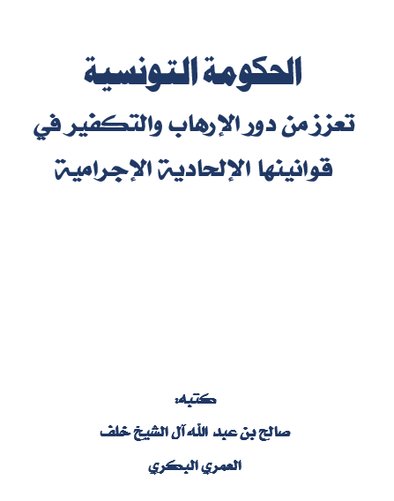 الحكومة التونسية
تعزز من دور الإرهاب والتكفير في
قوانينها الإلحادية الإجرامية
كتبه:
صالح بن عبد الله آل الشيخ خلف
العمري البكري